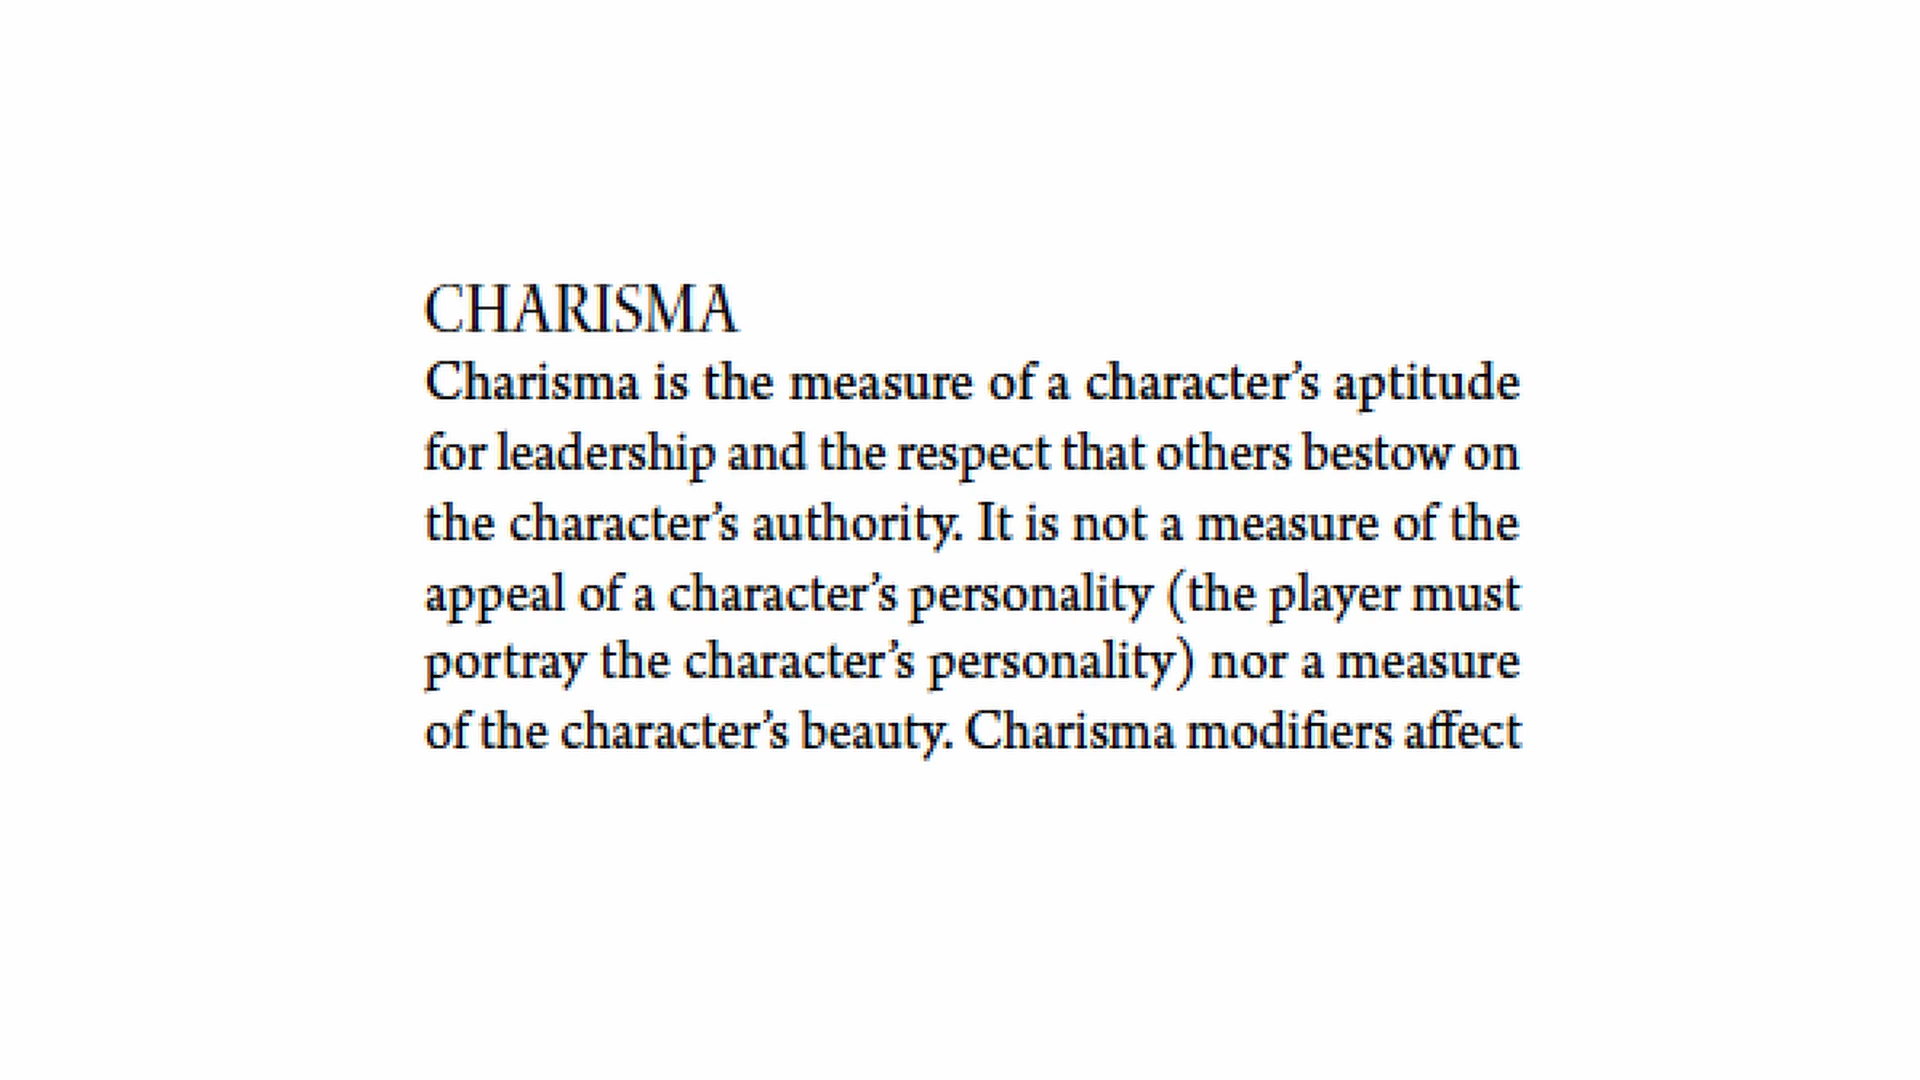 CHARISMA
Charisma is the measure of a character’s aptitude
for leadership and the respect that others bestow on
the character’s authority. It is not a measure of the
appeal of a character’s personality (the player must
portray the character’s personality) nor a measure
of the character’s beauty. Charisma modifiers affect